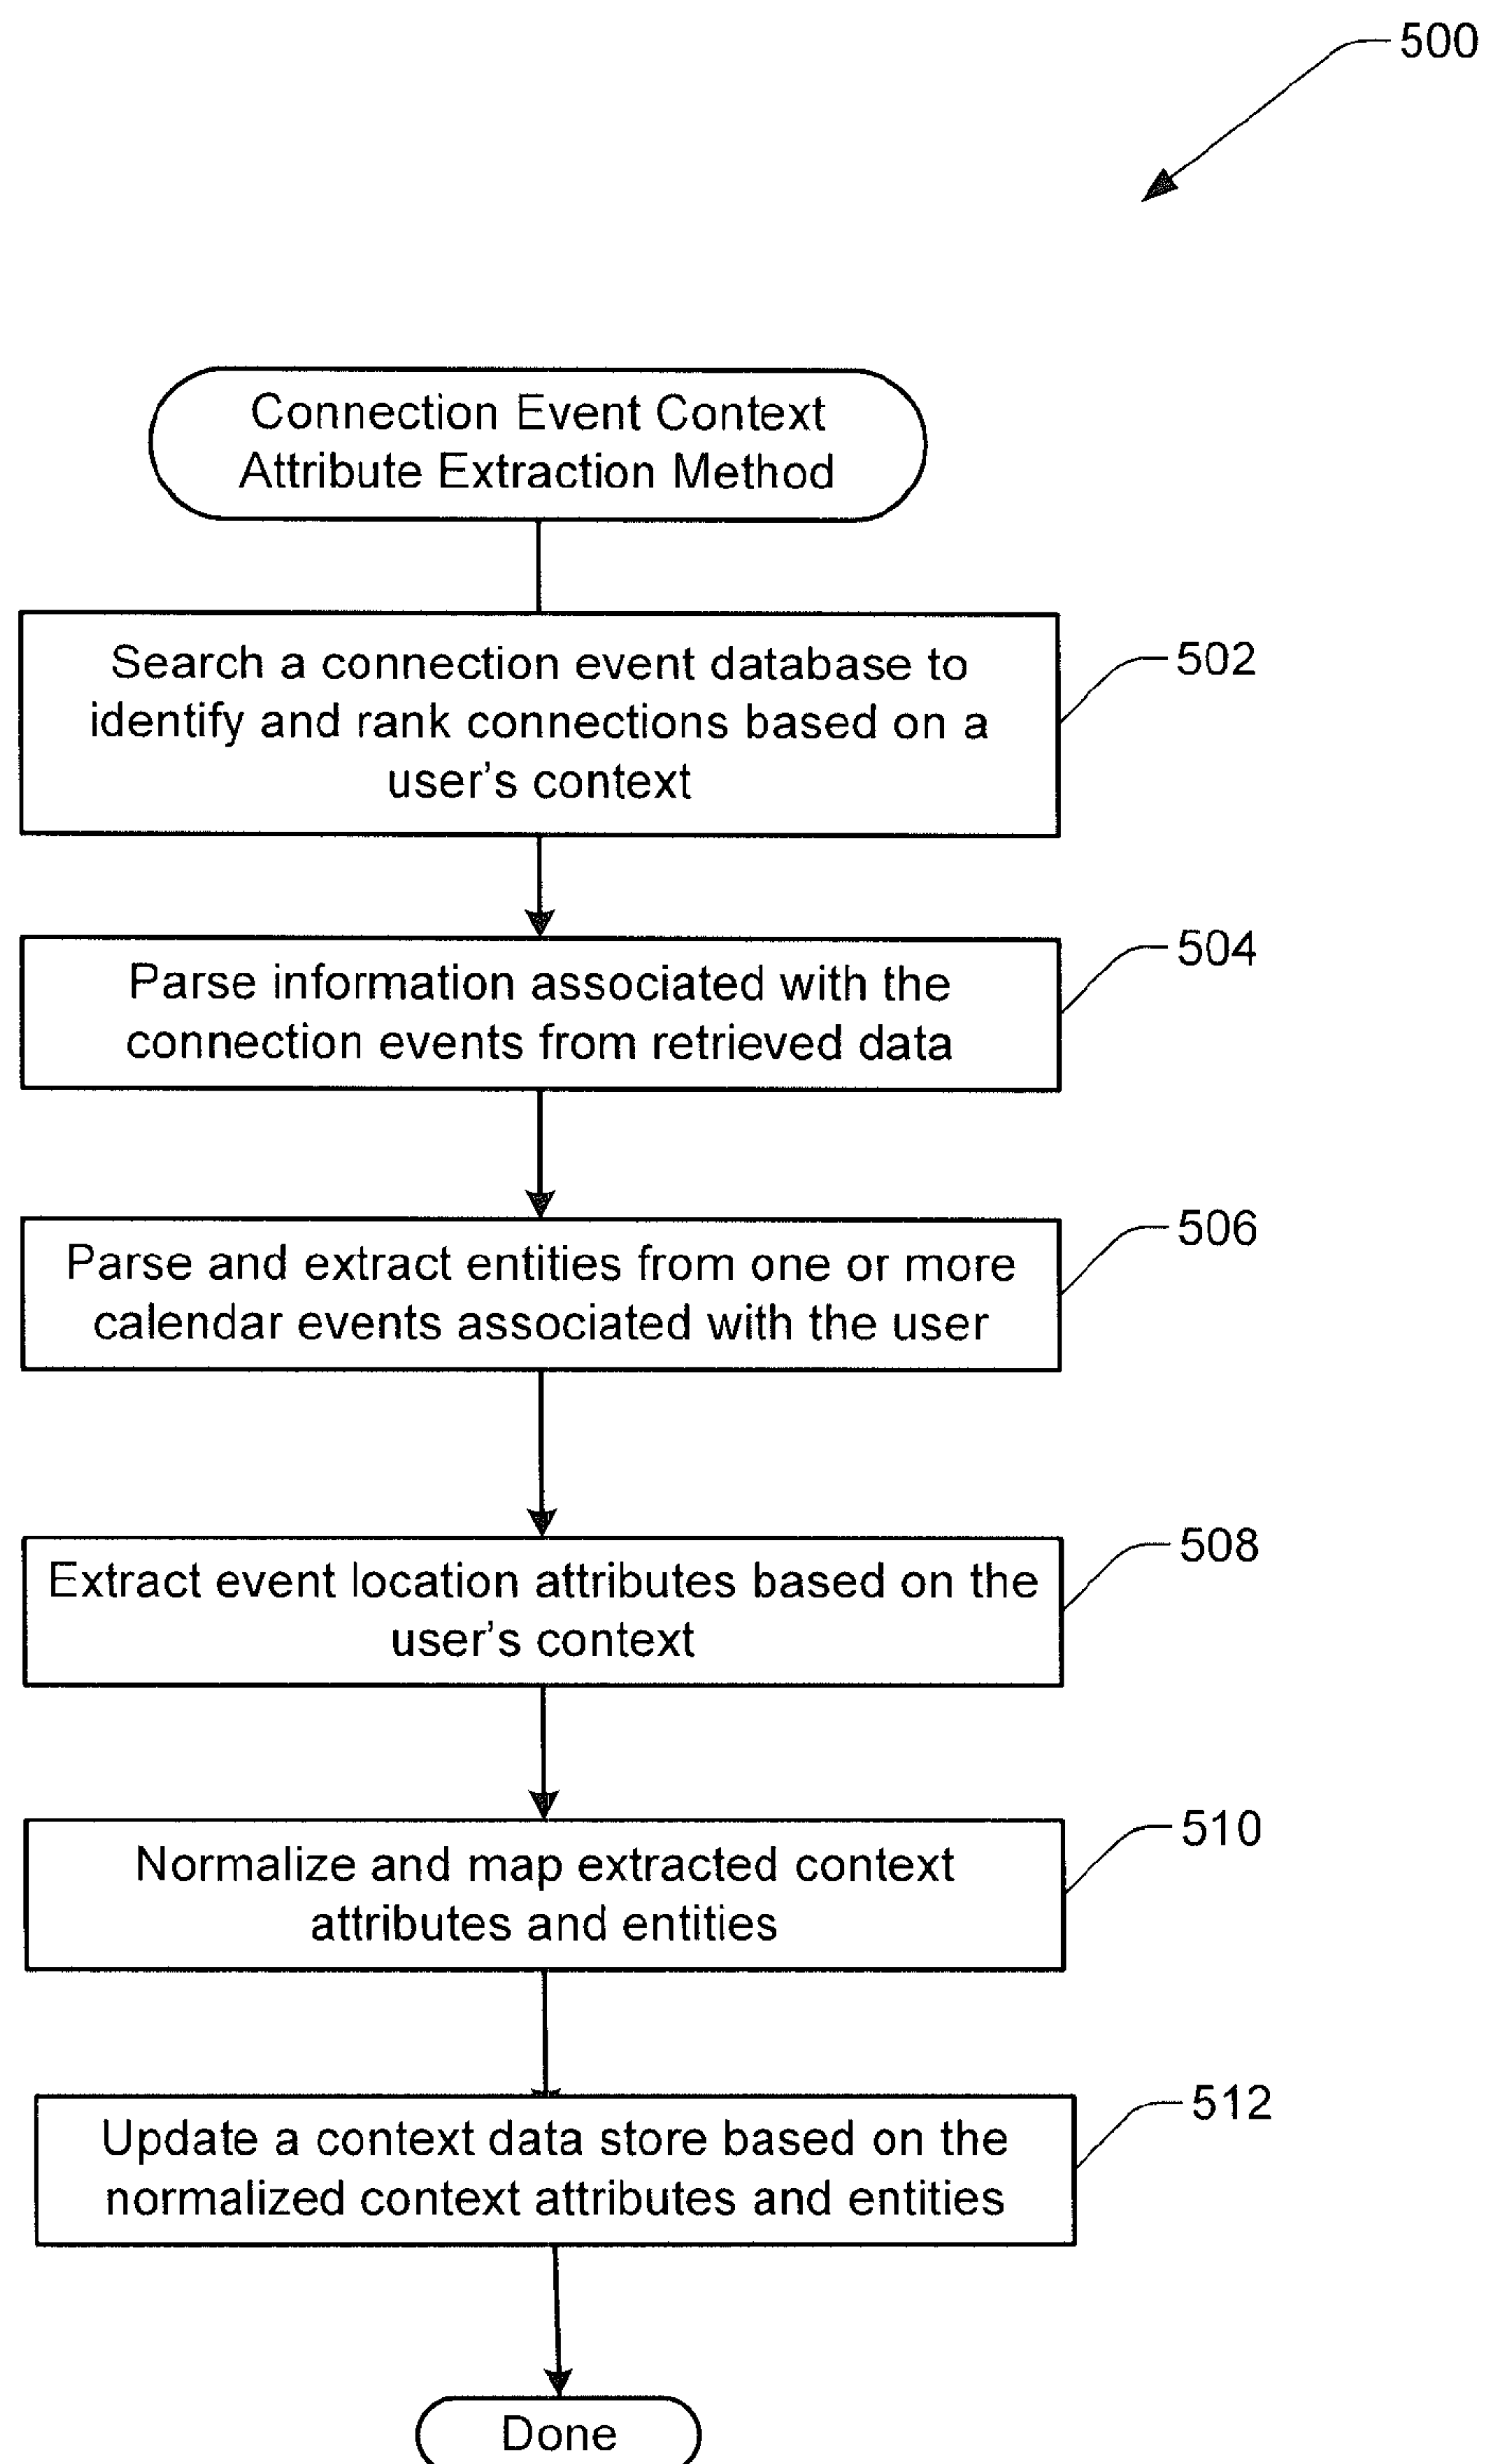 500
Connection Event Context
Attribute Extraction Method
Search a connection event database to
identify and rank connections based on a
user's context
502
Parse information associated with the
connection events from retrieved data
504
Parse and extract entities from one or more
calendar events associated with the user
506
Extract event location attributes based on the
user's context
508
Normalize and map extracted context
attributes and entities
510
Update a context data store based on the
normalized context attributes and entities
512
Done